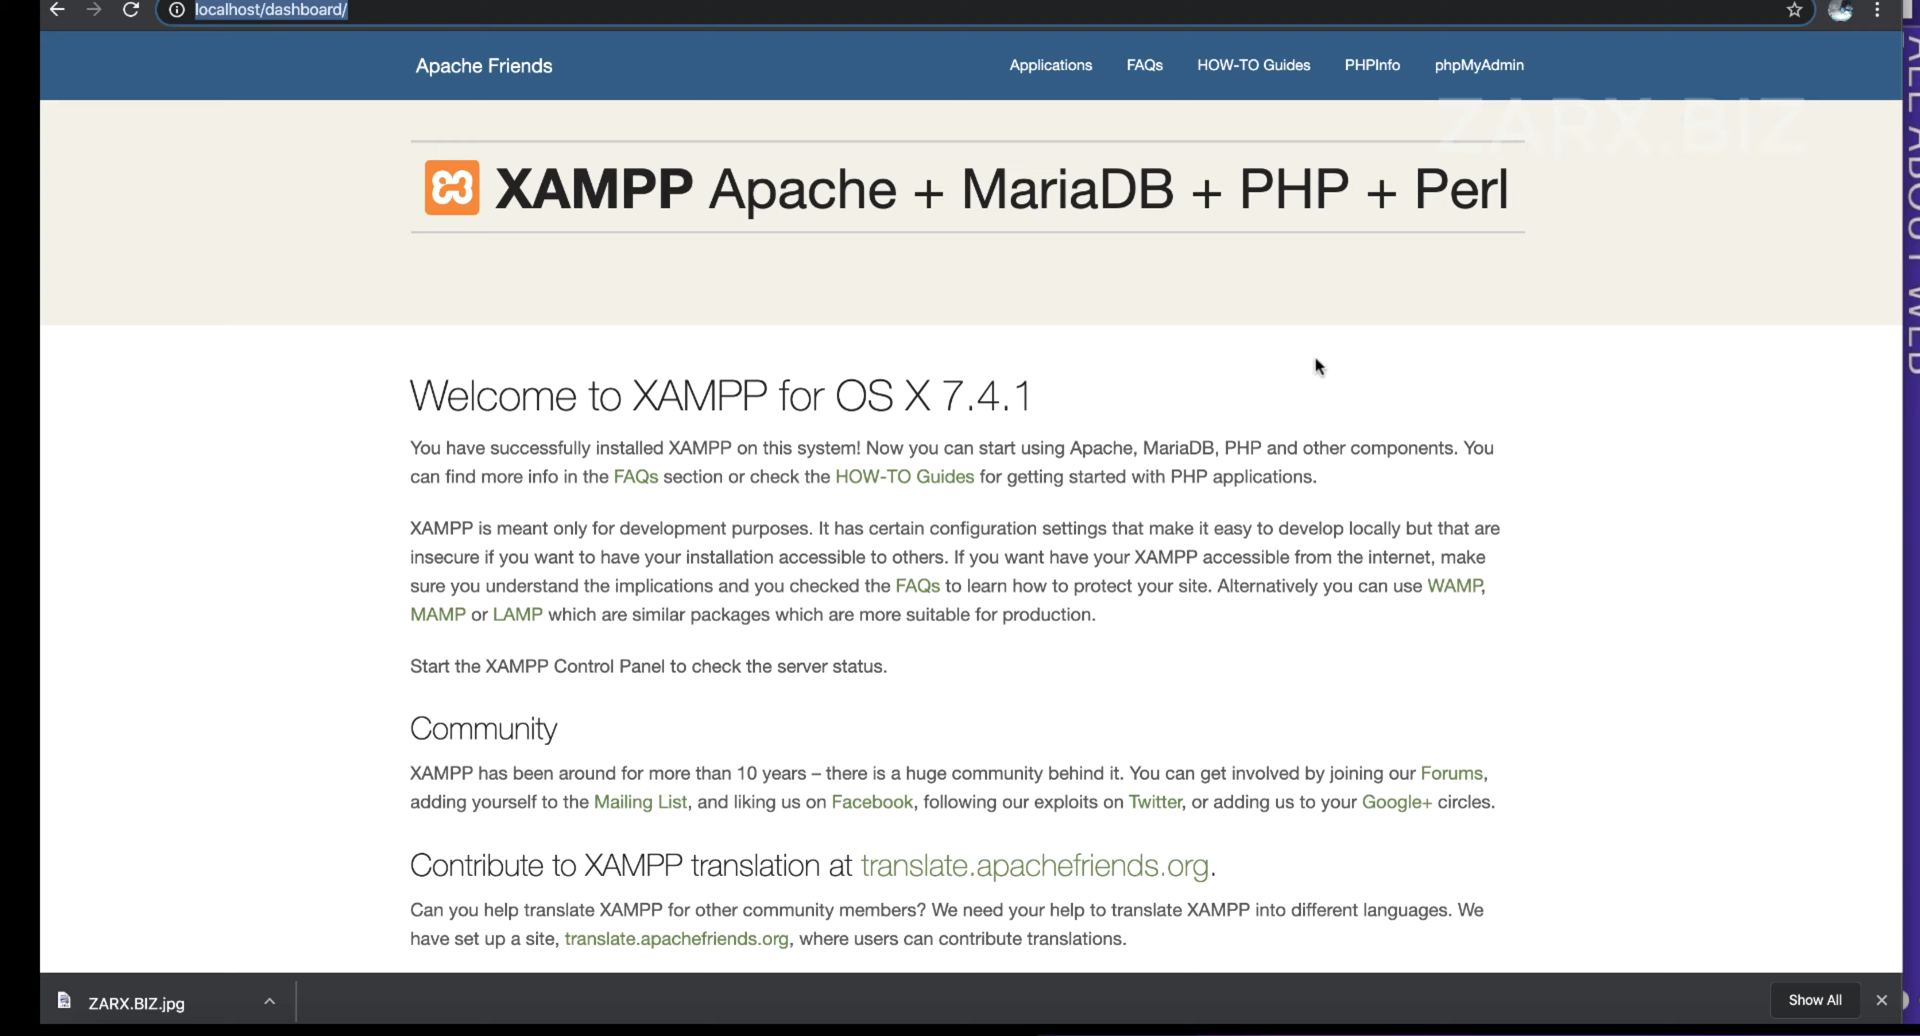 localhost/dashboard/
Apache Friends
Applications FAQs HOW-TO Guides PHPInfo phpMyAdmin
ZARX.BIZ
XAMPP Apache + MariaDB + PHP + Perl
Welcome to XAMPP for OS X 7.4.1
You have successfully installed XAMPP on this system! Now you can start using Apache, MariaDB, PHP and other components. You
can find more info in the FAQs section or check the HOW-TO Guides for getting started with PHP applications.
XAMPP is meant only for development purposes. It has certain configuration settings that make it easy to develop locally but that are
insecure if you want to have your installation accessible to others. If you want have your XAMPP accessible from the internet, make
sure you understand the implications and you checked the FAQs to learn how to protect your site. Alternatively you can use WAMP,
MAMP or LAMP which are similar packages which are more suitable for production.
Start the XAMPP Control Panel to check the server status.
Community
XAMPP has been around for more than 10 years – there is a huge community behind it. You can get involved by joining our Forums,
adding yourself to the Mailing List, and liking us on Facebook, following our exploits on Twitter, or adding us to your Google+ circles.
Contribute to XAMPP translation at translate.apachefriends.org.
Can you help translate XAMPP for other community members? We need your help to translate XAMPP into different languages. We
have set up a site, translate.apachefriends.org, where users can contribute translations.
ZARX.BIZ.jpg
Show All
ALL ABOUT WEB